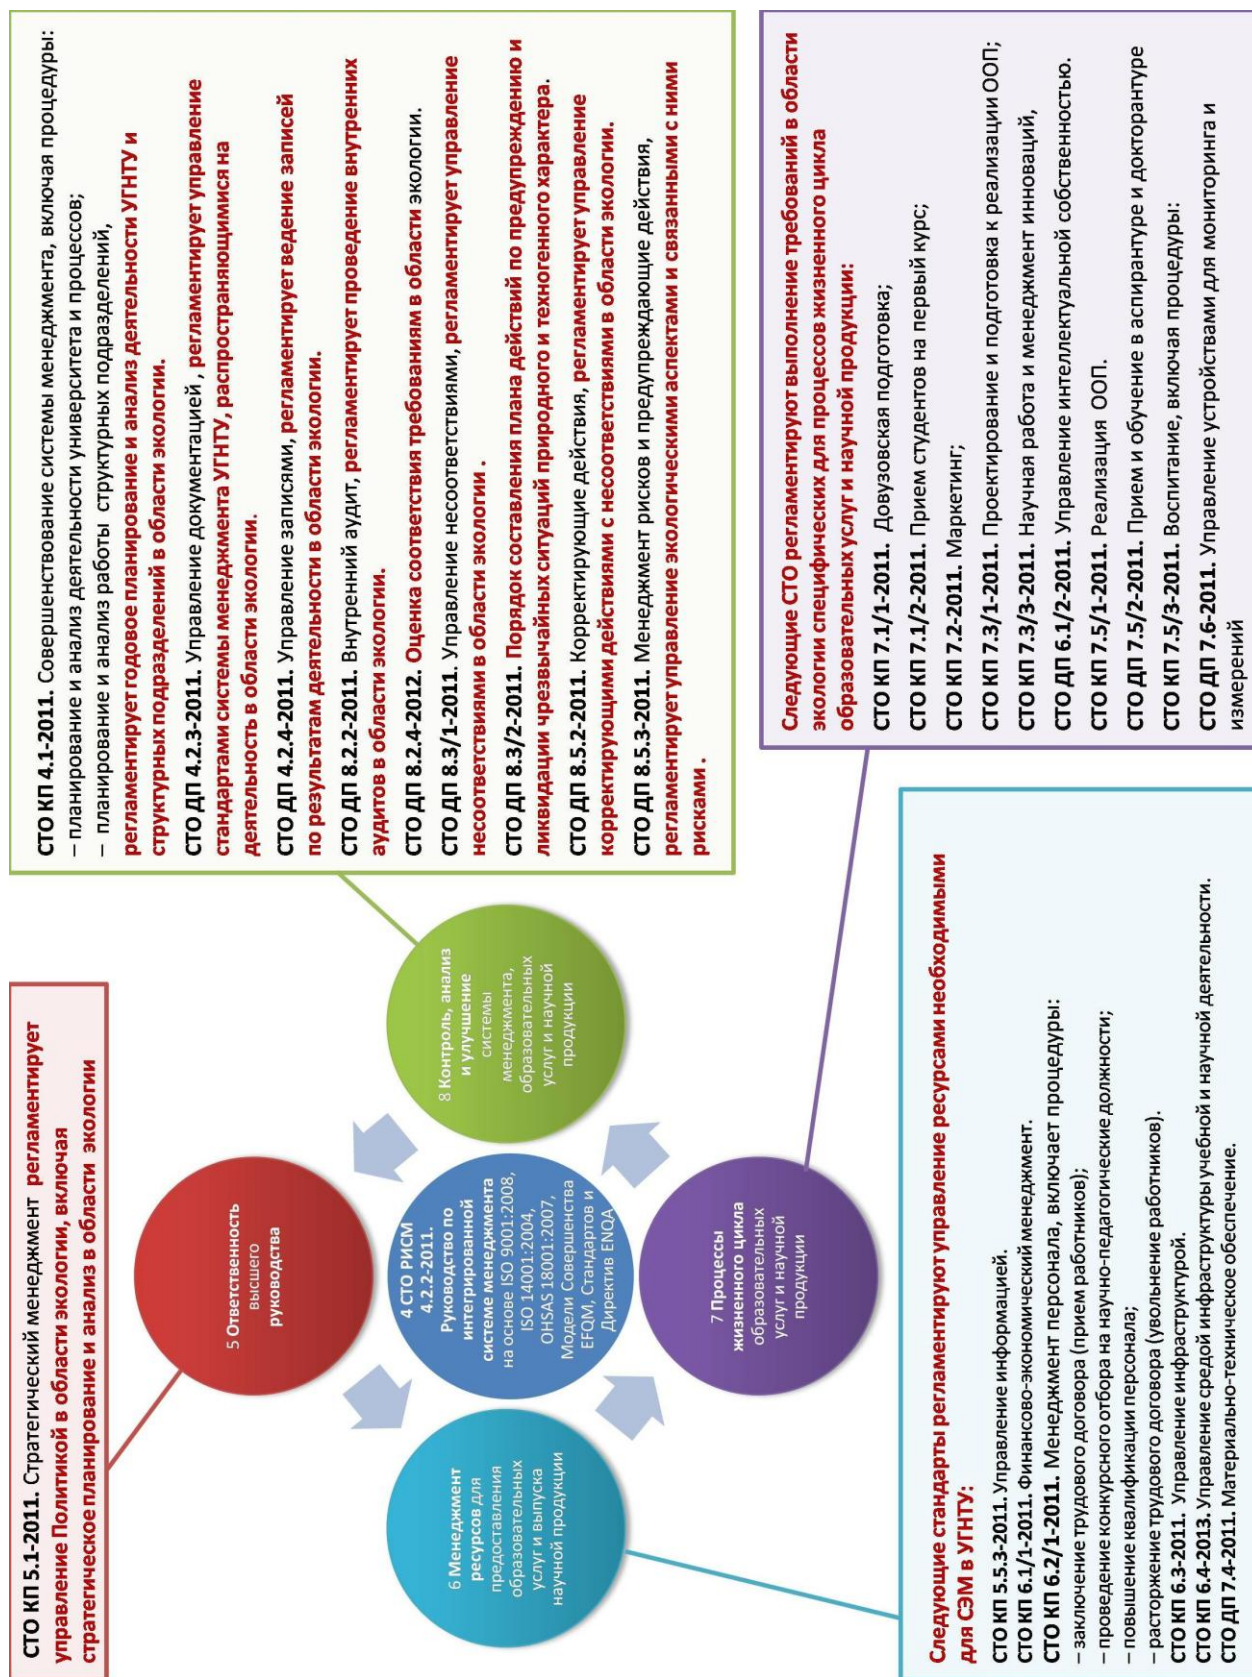 СТО КП 5.1-2011. Стратегический менеджмент регламентирует
управление Политикой в области экологии, включая
стратегическое планирование и анализ в области экологии
СТО КП 4.1-2011. Совершенствование системы менеджмента, включая процедуры:
– планирование и анализ деятельности университета и процессов;
– планирование и анализ работы структурных подразделений,
регламентирует годовое планирование и анализ деятельности УГНТУ и
структурных подразделений в области экологии.
СТО ДП 4.2.3-2011. Управление документацией , регламентирует управление
стандартами системы менеджмента УГНТУ, распространяющимися на
деятельность в области экологии.
СТО ДП 4.2.4-2011. Управление записями, регламентирует ведение записей
по результатам деятельности в области экологии.
СТО ДП 8.2.2-2011. Внутренний аудит, регламентирует проведение внутренних
аудитов в области экологии.
СТО ДП 8.2.4-2012. Оценка соответствия требованиям в области экологии.
СТО ДП 8.3/1-2011. Управление несоответствиями, регламентирует управление
несоответствиями в области экологии .
СТО ДП 8.3/2-2011. Порядок составления плана действий по предупреждению и
ликвидации чрезвычайных ситуаций природного и техногенного характера.
СТО ДП 8.5.2-2011. Корректирующие действия, регламентирует управление
корректирующими действиями с несоответствиями в области экологии.
СТО ДП 8.5.3-2011. Менеджмент рисков и предупреждающие действия,
регламентирует управление экологическими аспектами и связанными с ними
рисками .
5 Ответственность
высшего
руководства
6 Менеджмент
ресурсов для
предоставления
образовательных
услуг и выпуска
научной продукции
4 СТО РИСМ
4.2.2-2011.
Руководство по
интегрированной
системе менеджмента
на основе ISO 9001:2008,
ISO 14001:2004,
OHSAS 18001:2007,
Модели Совершенства
EFQM, Стандартов и
Директив ENQA
8 Контроль, анализ
и улучшение
системы
менеджмента,
образовательных
услуг и научной
продукции
7 Процессы
жизненного цикла
образовательных
услуг и научной
продукции
Следующие стандарты регламентируют управление ресурсами необходимыми
для СЭМ в УГНТУ:
СТО КП 5.5.3-2011. Управление информацией.
СТО КП 6.1/1-2011. Финансово-экономический менеджмент.
СТО КП 6.2/1-2011. Менеджмент персонала, включает процедуры:
– заключение трудового договора (прием работников);
– проведение конкурсного отбора на научно-педагогические должности;
– повышение квалификации персонала;
– расторжение трудового договора (увольнение работников).
СТО КП 6.3-2011. Управление инфраструктурой.
СТО КП 6.4-2013. Управление средой инфраструктуры учебной и научной деятельности.
СТО ДП 7.4-2011. Материально-техническое обеспечение.
Следующие СТО регламентируют выполнение требований в области
экологии специфических для процессов жизненного цикла
образовательных услуг и научной продукции:
СТО КП 7.1/1-2011. Довузовская подготовка;
СТО КП 7.1/2-2011. Прием студентов на первый курс;
СТО КП 7.2-2011. Маркетинг;
СТО КП 7.3/1-2011. Проектирование и подготовка к реализации ООП;
СТО КП 7.3/3-2011. Научная работа и менеджмент инноваций,
СТО ДП 6.1/2-2011. Управление интеллектуальной собственностью.
СТО КП 7.5/1-2011. Реализация ООП.
СТО ДП 7.5/2-2011. Прием и обучение в аспирантуре и докторантуре
СТО КП 7.5/3-2011. Воспитание, включая процедуры:
СТО ДП 7.6-2011. Управление устройствами для мониторинга и
измерений